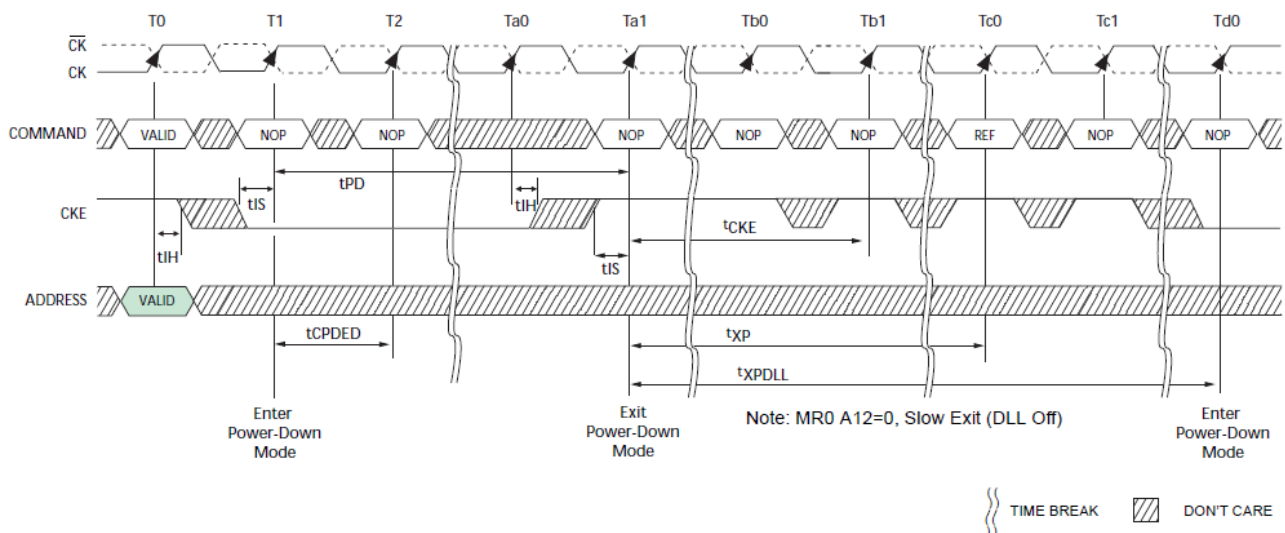 T0 T1 T2 Ta0 Ta1 Tb0 Tb1 Tc0 Tc1 Td0
CK
CK
COMMAND VALID NOP NOP NOP NOP NOP REF NOP NOP
tPD
tIS tIH
CKE
tCKE
tIH tIS
ADDRESS VALID
tCPDED tXP
tXPDLL
Enter
Power-Down
Mode
Exit
Power-Down
Mode
Note: MR0 A12=0, Slow Exit (DLL Off)
Enter
Power-Down
Mode
TIME BREAK DON'T CARE